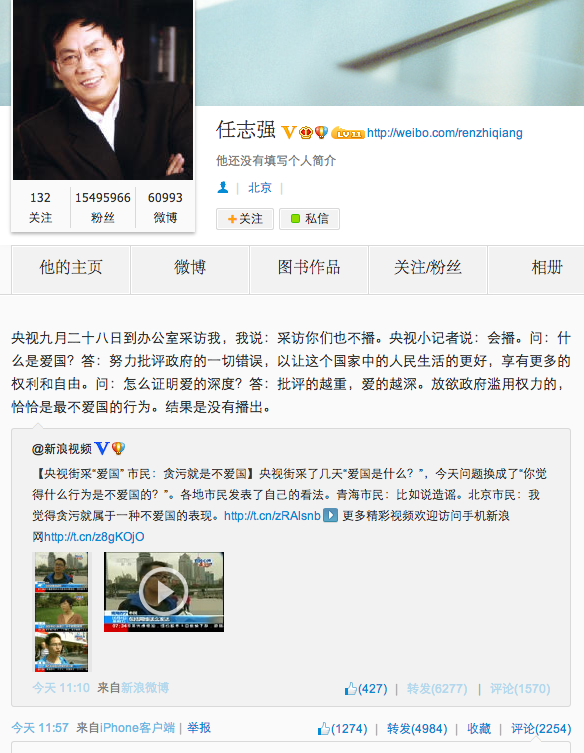 任志强 LV.11 http://weibo.com/renzhiqiang
他还没有填写个人简介
北京
132 15495966 60993
关注 粉丝 微博
关注 私信
他的主页 微博 图书作品 关注/粉丝 相册
央视九月二十八日到办公室采访我，我说：采访你们也不播。央视小记者说：会播。问：什
么是爱国？答：努力批评政府的一切错误，以让这个国家中的人民生活的更好，享有更多的
权利和自由。问：怎么证明爱的深度？答：批评的越重，爱的越深。放欲政府滥用权力的，
恰恰是最不爱国的行为。结果是没有播出。
@新浪视频
【央视街采“爱国” 市民：贪污就是不爱国】央视街采了几天“爱国是什么？”，今天问题换成了“你觉
得什么行为是不爱国的？”。各地市民发表了自己的看法。青海市民：比如说造谣。北京市民：我
觉得贪污就属于一种不爱国的表现。http://t.cn/zRAlsnb 更多精彩视频欢迎访问手机新浪
网http://t.cn/z8gKOjO
今天 11:10 来自新浪微博 (427) | 转发(6277) | 评论(1570)
今天 11:57 来自iPhone客户端 | 举报 (1274) | 转发(4984) | 收藏 | 评论(2254)